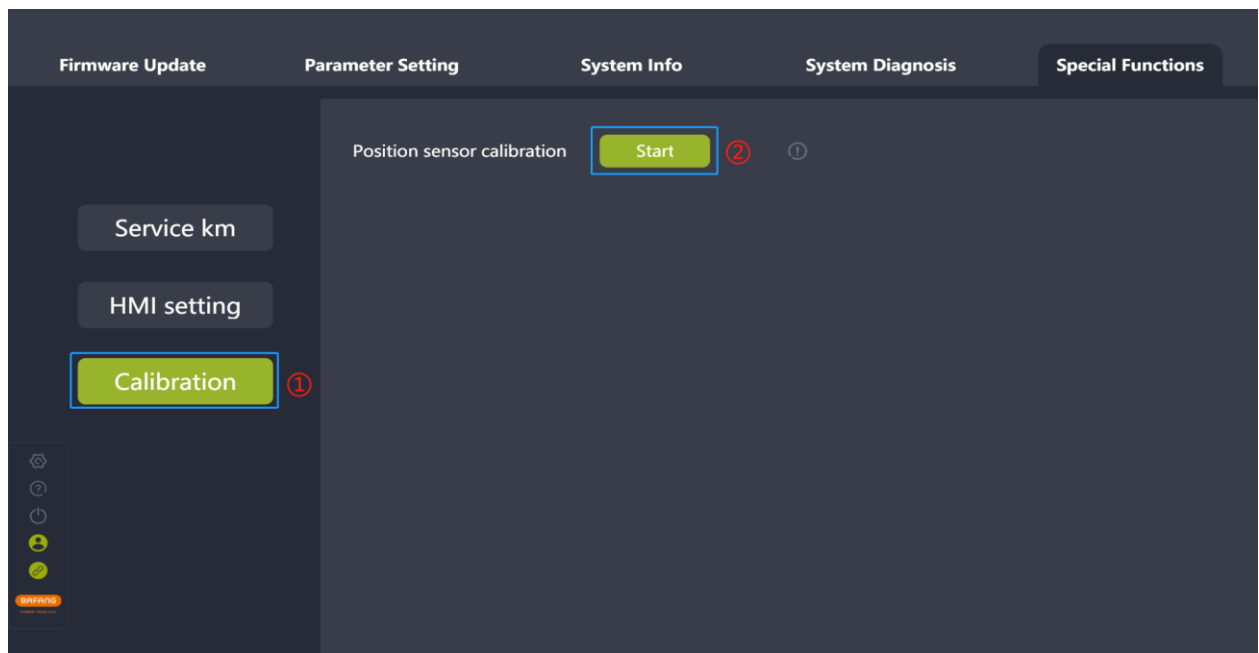 Firmware Update Parameter Setting System Info System Diagnosis Special Functions
Position sensor calibration Start ②
Service km
HMI setting
Calibration ①
BAFANG